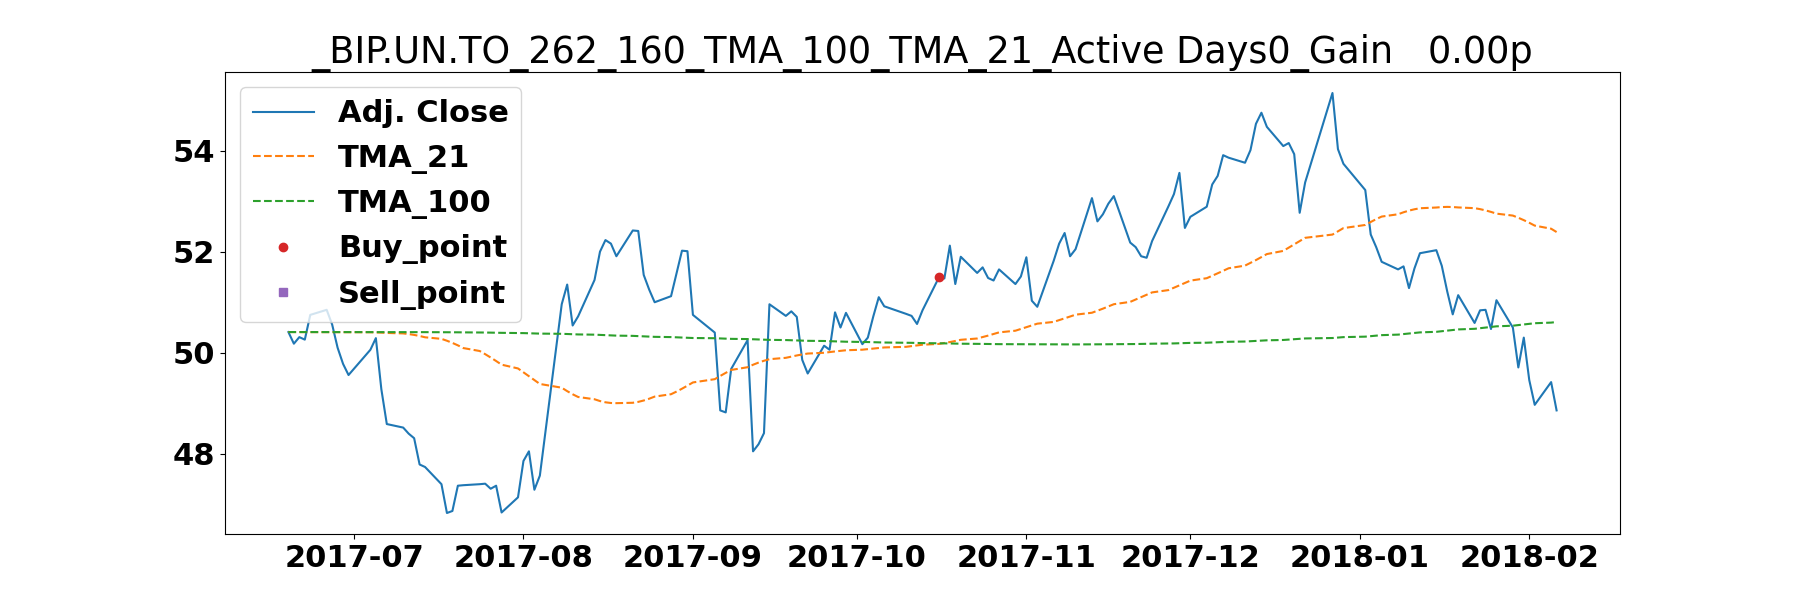 _BIP.UN.TO_262_160_TMA_100_TMA_21_Active Days0_Gain   0.00p
Adj. Close
TMA_21
TMA_100
Buy_point
Sell_point
54
52
50
48
2017-07 2017-08 2017-09 2017-10 2017-11 2017-12 2018-01 2018-02